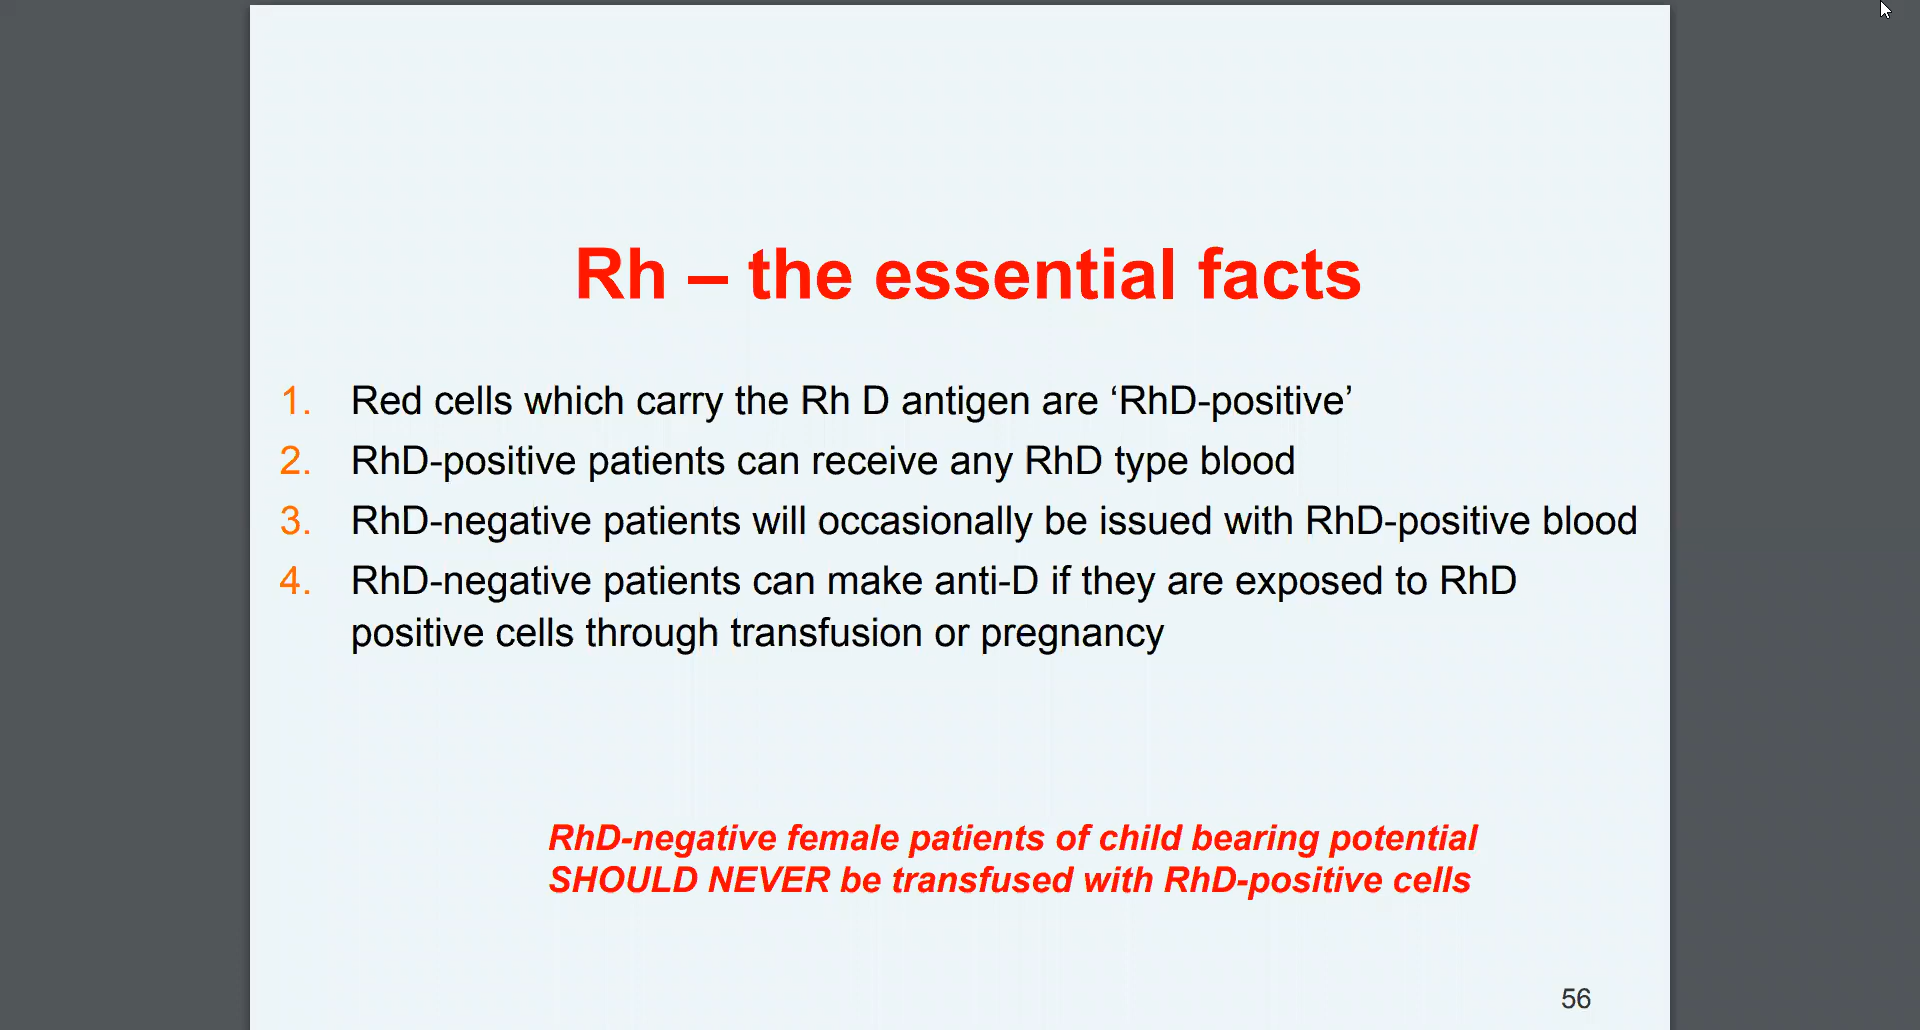 Rh – the essential facts
1. Red cells which carry the Rh D antigen are ‘RhD-positive’
2. RhD-positive patients can receive any RhD type blood
3. RhD-negative patients will occasionally be issued with RhD-positive blood
4. RhD-negative patients can make anti-D if they are exposed to RhD
positive cells through transfusion or pregnancy
RhD-negative female patients of child bearing potential
SHOULD NEVER be transfused with RhD-positive cells
56